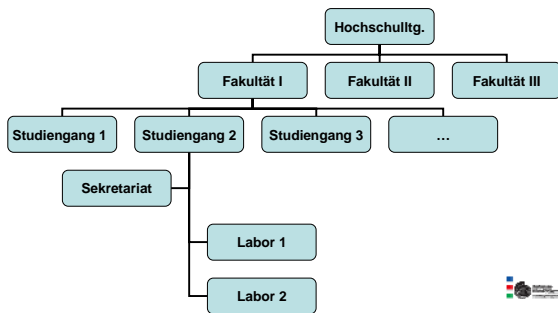 Hochschulltg.
Fakultät I
Fakultät II
Fakultät III
Studiengang 1
Studiengang 2
Studiengang 3
...
Sekretariat
Labor 1
Labor 2